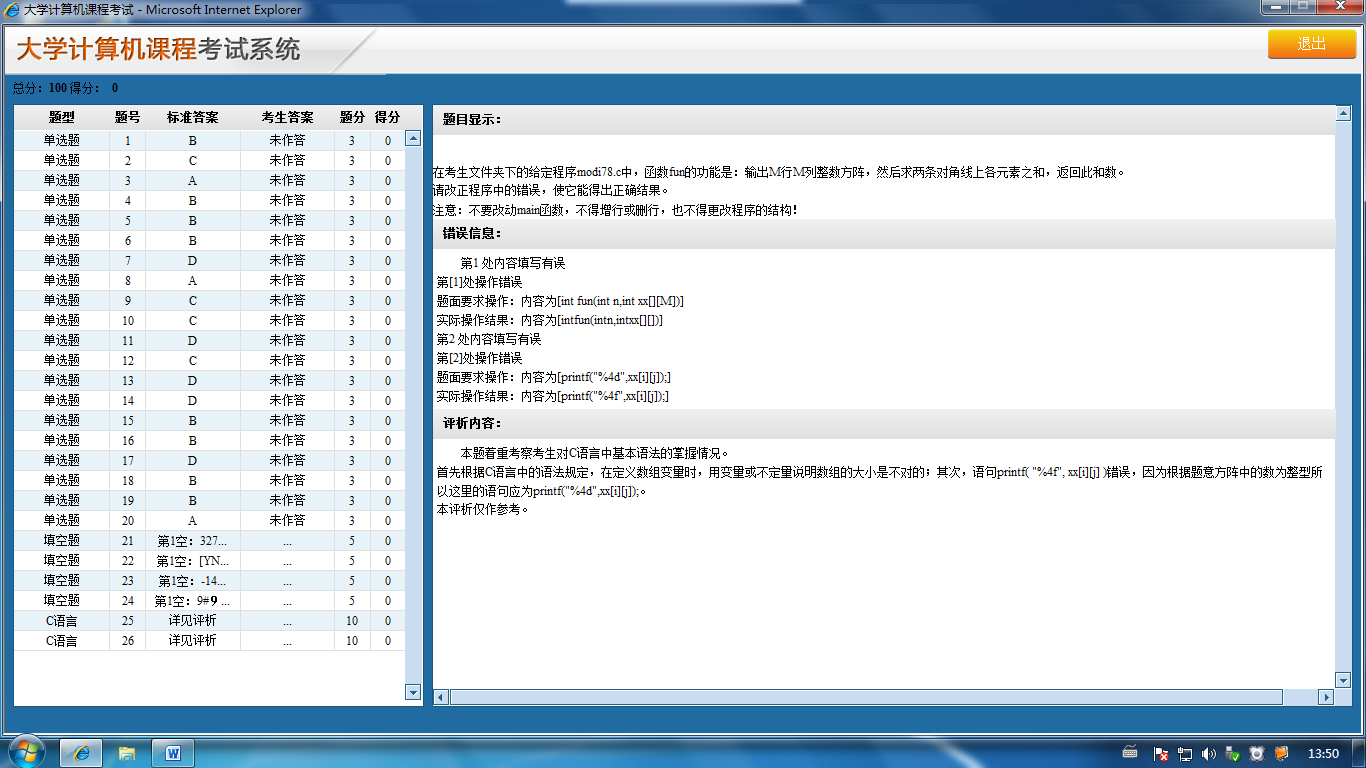 大学计算机课程考试 - Microsoft Internet Explorer
大学计算机课程考试系统
退出
总分：100 得分： 0
题型 题号 标准答案 考生答案 题分 得分
单选题 1 B 未作答 3 0
单选题 2 C 未作答 3 0
单选题 3 A 未作答 3 0
单选题 4 B 未作答 3 0
单选题 5 B 未作答 3 0
单选题 6 B 未作答 3 0
单选题 7 D 未作答 3 0
单选题 8 A 未作答 3 0
单选题 9 C 未作答 3 0
单选题 10 C 未作答 3 0
单选题 11 D 未作答 3 0
单选题 12 C 未作答 3 0
单选题 13 D 未作答 3 0
单选题 14 D 未作答 3 0
单选题 15 B 未作答 3 0
单选题 16 B 未作答 3 0
单选题 17 D 未作答 3 0
单选题 18 B 未作答 3 0
单选题 19 B 未作答 3 0
单选题 20 A 未作答 3 0
填空题 21 第1空：327... ... 5 0
填空题 22 第1空：[YN... ... 5 0
填空题 23 第1空：-14... ... 5 0
填空题 24 第1空：9#9 ... ... 5 0
C语言 25 详见评析 ... 10 0
C语言 26 详见评析 ... 10 0
题目显示：
在考生文件夹下的给定程序modi78.c中，函数fun的功能是：输出M行M列整数方阵，然后求两条对角线上各元素之和，返回此和数。
请改正程序中的错误，使它能得出正确结果。
注意：不要改动main函数，不得增行或删行，也不得更改程序的结构！
错误信息：
第1 处内容填写有误
第[1]处操作错误
题面要求操作：内容为[int fun(int n,int xx[][M])]
实际操作结果：内容为[intfun(intn,intxx[][])]
第2 处内容填写有误
第[2]处操作错误
题面要求操作：内容为[printf("%4d",xx[i][j]);]
实际操作结果：内容为[printf("%4f",xx[i][j]);]
评析内容：
本题着重考察考生对C语言中基本语法的掌握情况。
首先根据C语言中的语法规定，在定义数组变量时，用变量或不定量说明数组的大小是不对的；其次，语句printf( "%4f", xx[i][j] )错误，因为根据题意方阵中的数为整型所
以这里的语句应为printf("%4d",xx[i][j]);。
本评析仅作参考。
13:50